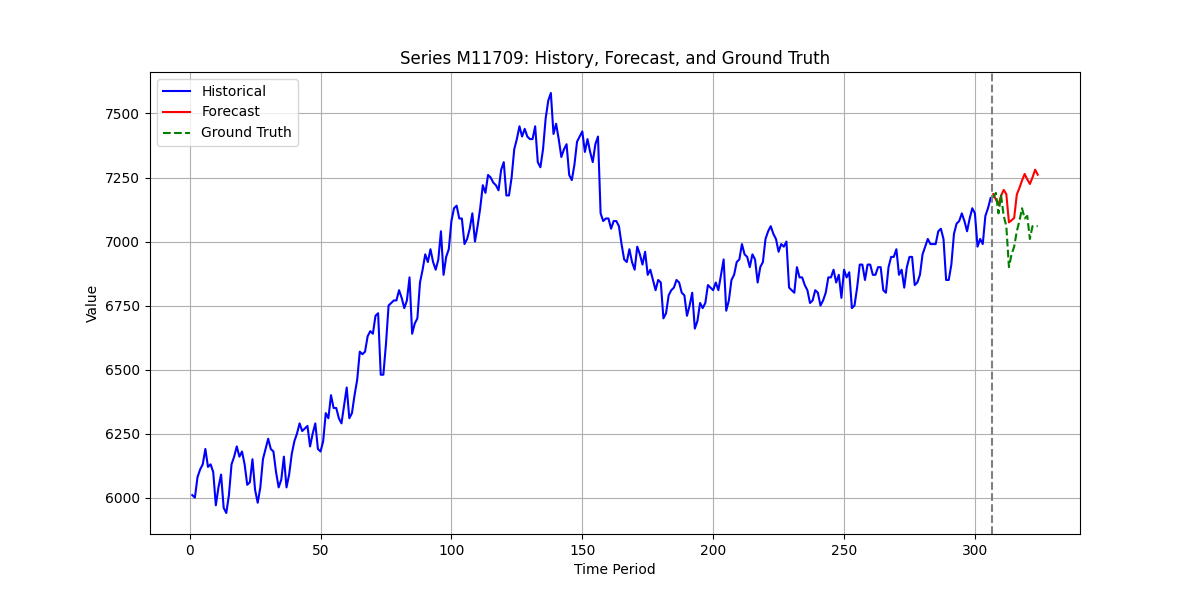 Series M11709: History, Forecast, and Ground Truth
Historical
Forecast
Ground Truth
7500
7250
7000
6750
6500
6250
6000
Value
0 50 100 150 200 250 300
Time Period